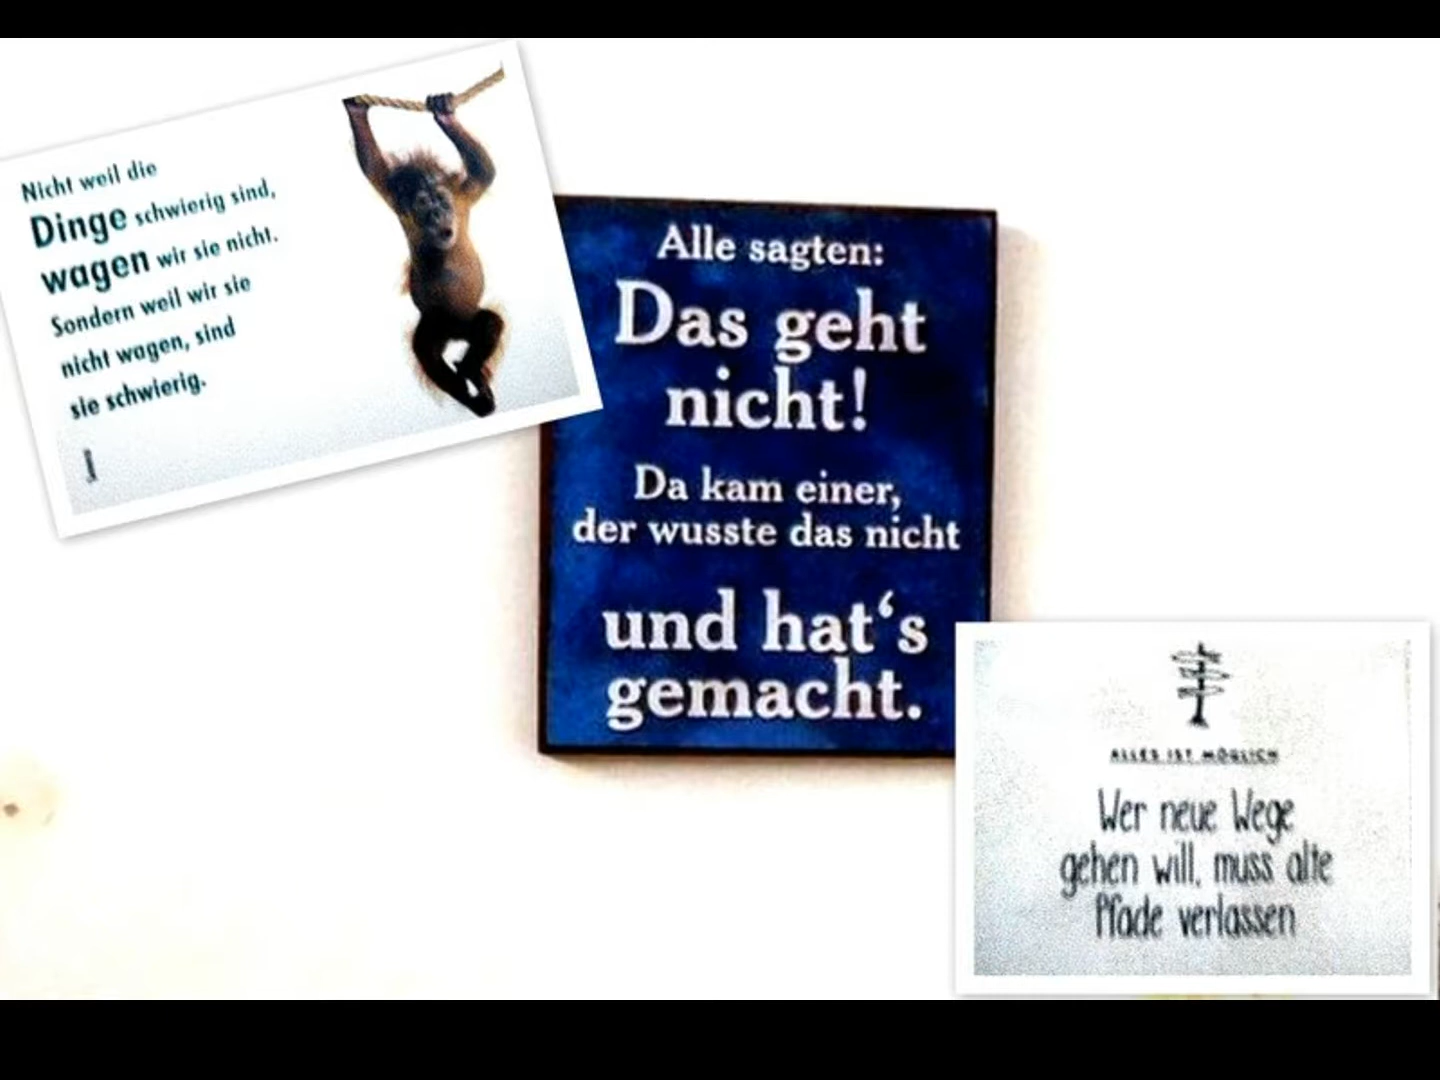 Nicht weil die
Dinge schwierig sind,
wagen wir sie nicht.
Sondern weil wir sie
nicht wagen, sind
sie schwierig.
Alle sagten:
Das geht
nicht!
Da kam einer,
der wusste das nicht
und hat‘s
gemacht.
ALLES IST MÖGLICH
Wer neue Wege
gehen will, muss alte
Pfade verlassen